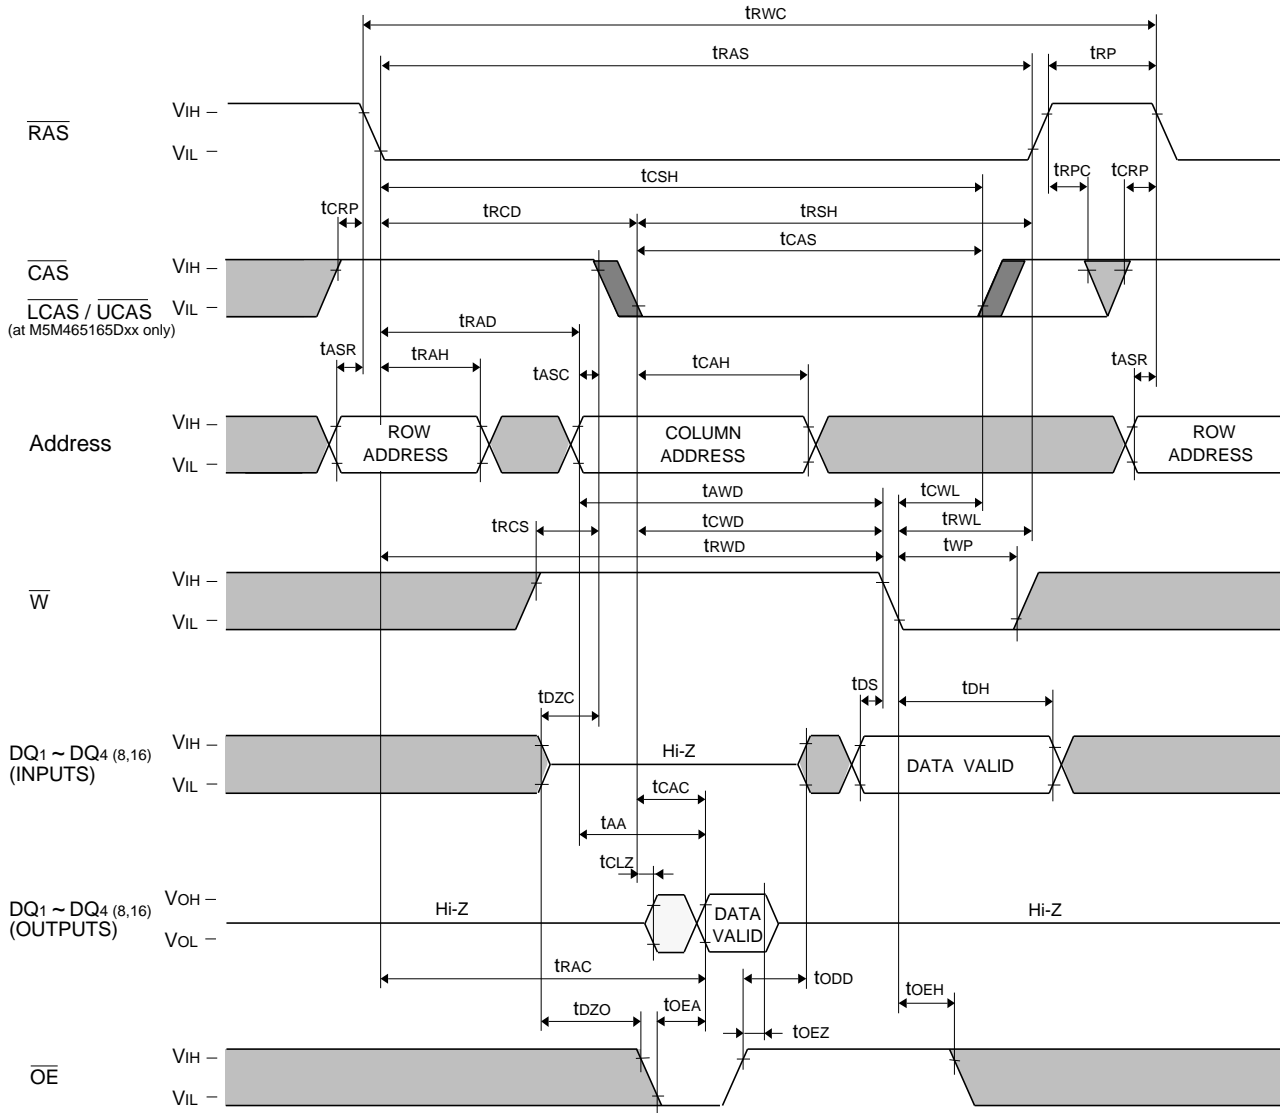 tRWC
tRAS
tRP
RAS
VIH
VIL
tCSH
tRPC
tCRP
tCRP
tRCD
tRSH
tCAS
CAS
VIH
LCAS / UCAS
VIL
(at M5M465165Dxx only)
tRAD
tASR
tRAH
tASC
tCAH
tASR
Address
VIH
VIL
ROW
ADDRESS
COLUMN
ADDRESS
ROW
ADDRESS
tAWD
tCWL
tRCS
tCWD
tRWL
tRWD
tWP
W
VIH
VIL
tDZC
tDS
tDH
DQ1 ~ DQ4 (8,16)
(INPUTS)
VIH
VIL
Hi-Z
DATA VALID
tCAC
tAA
tCLZ
DQ1 ~ DQ4 (8,16)
(OUTPUTS)
VOH
VOL
Hi-Z
DATA
VALID
Hi-Z
tRAC
tODD
tDZO
tOEA
tOEH
tOEZ
OE
VIH
VIL